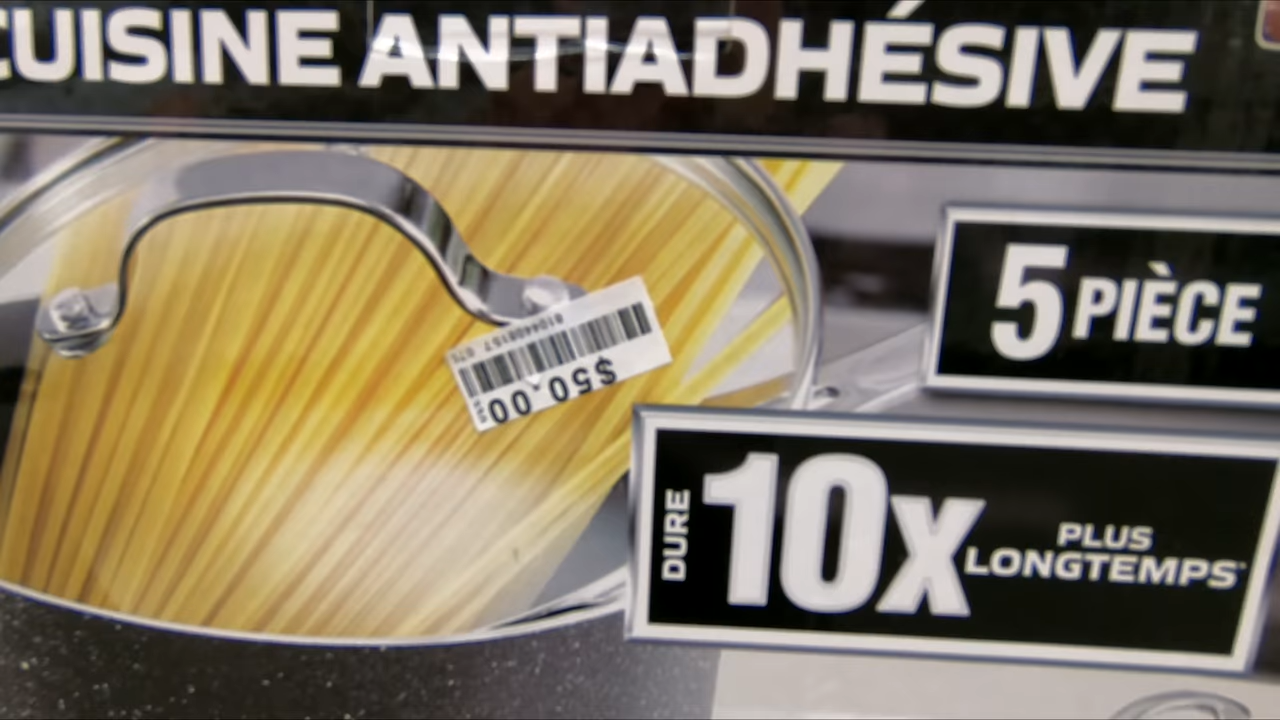 CUISINE ANTIADHÉSIVE
5 PIÈCE
$50.00
DURE
10X
PLUS
LONGTEMPS*